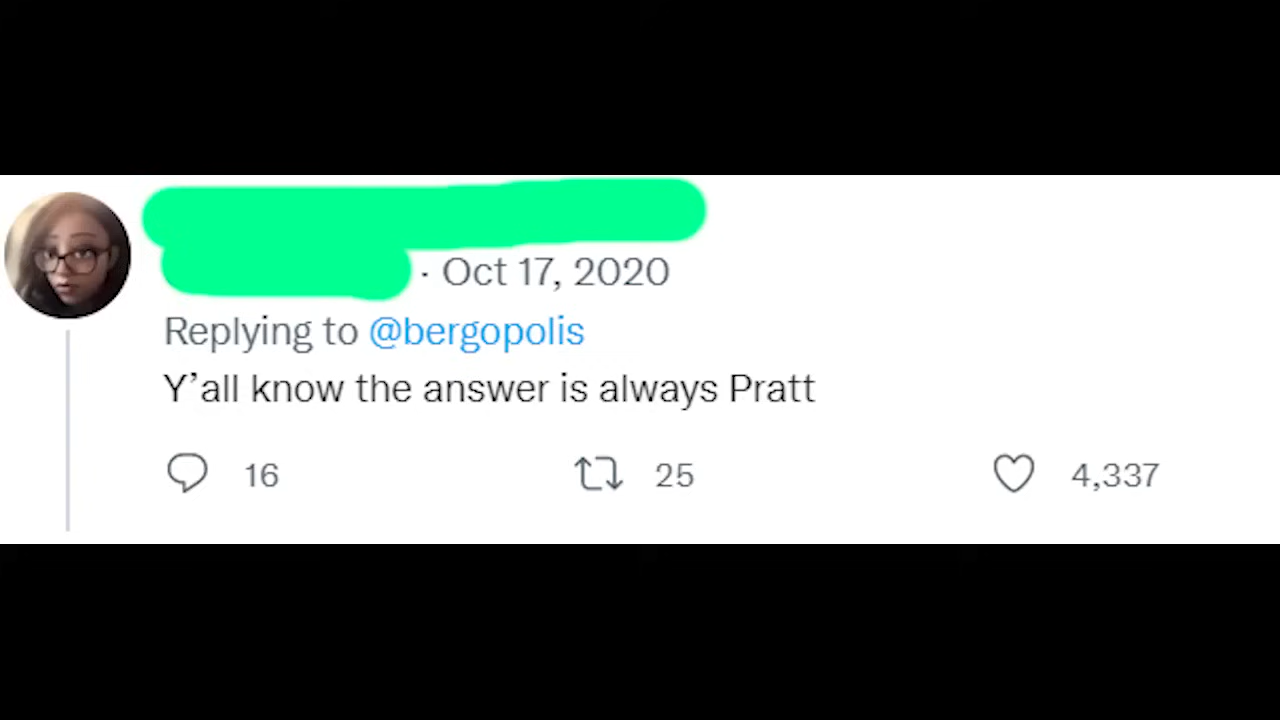 · Oct 17, 2020
Replying to @bergopolis
Y’all know the answer is always Pratt
16 25 4,337